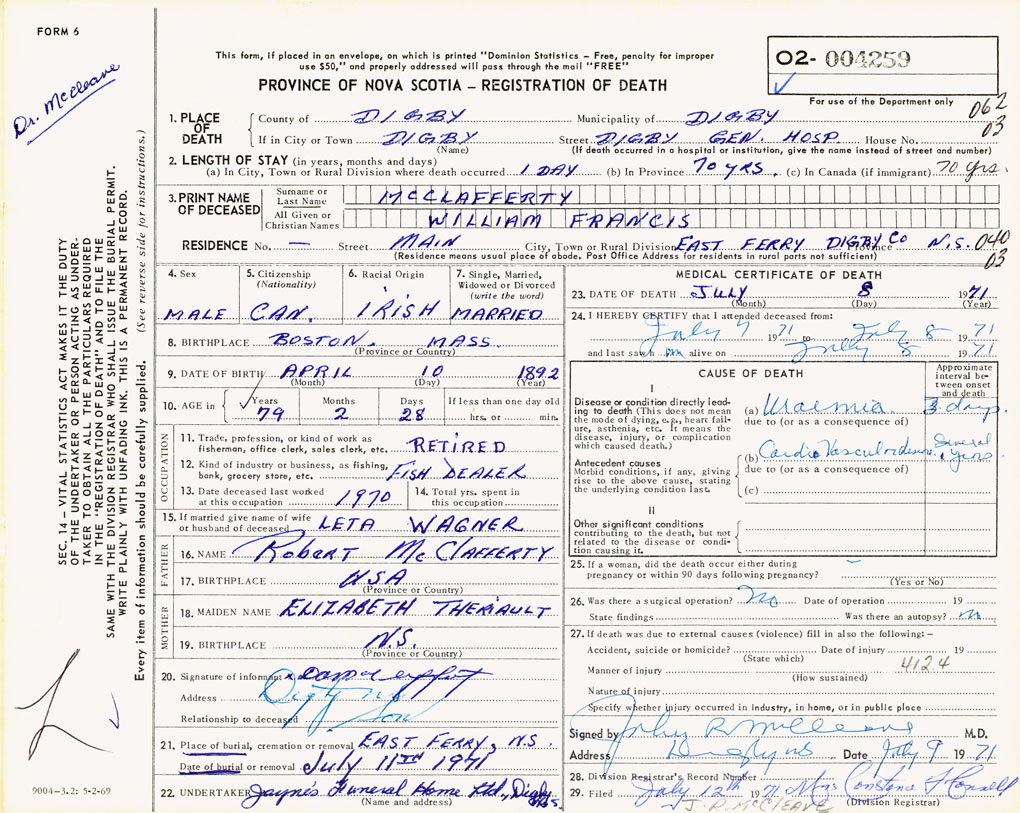 FORM 6
Dr. McCleave
This form, if placed in an envelope, on which is printed "Dominion Statistics – Free, penalty for improper
use $50," and properly addressed will pass through the mail "FREE"
PROVINCE OF NOVA SCOTIA – REGISTRATION OF DEATH
02- 004259
For use of the Department only
062
03
1. PLACE OF DEATH
County of DIGBY Municipality of DIGBY
If in City or Town DIGBY Street DIGBY GEN. HOSP. House No.
(Name) (If death occurred in a hospital or institution, give the name instead of street and number)
2. LENGTH OF STAY (in years, months and days)
(a) In City, Town or Rural Division where death occurred 1 DAY (b) In Province 70 YRS. (c) In Canada (if immigrant) 70 yrs.
3. PRINT NAME OF DECEASED
Surname or Last Name MCCLAFFERTY
All Given or Christian Names WILLIAM FRANCIS
RESIDENCE No. — Street MAIN City, Town or Rural Division EAST FERRY DIGBY CO Province N.S. 040
03
(Residence means usual place of abode. Post Office Address for residents in rural parts not sufficient)
4. Sex MALE
5. Citizenship (Nationality) CAN.
6. Racial Origin IRISH
7. Single, Married, Widowed or Divorced (write the word) MARRIED
8. BIRTHPLACE BOSTON. MASS.
(Province or Country)
9. DATE OF BIRTH APRIL 10 1892
(Month) (Day) (Year)
10. AGE in Years 79 Months 2 Days 28 If less than one day old hrs. or min.
OCCUPATION
11. Trade, profession, or kind of work as
fisherman, office clerk, sales clerk, etc. RETIRED
12. Kind of industry or business, as fishing,
bank, grocery store, etc. FISH DEALER
13. Date deceased last worked
at this occupation 1970
14. Total yrs. spent in
this occupation
15. If married give name of wife
or husband of deceased LETA WAGNER
FATHER
16. NAME ROBERT MCCLAFFERTY
17. BIRTHPLACE USA
(Province or Country)
MOTHER
18. MAIDEN NAME ELIZABETH THERIAULT
19. BIRTHPLACE N.S.
(Province or Country)
20. Signature of informant x
Address Digby NS
Relationship to deceased Son
21. Place of burial, cremation or removal EAST FERRY, N.S.
Date of burial or removal July 11TH 1971
22. UNDERTAKER Jayne's Funeral Home Ltd., Digby N.S.
(Name and address)
MEDICAL CERTIFICATE OF DEATH
23. DATE OF DEATH JULY 8 1971
(Month) (Day) (Year)
24. I HEREBY CERTIFY that I attended deceased from:
July 7 1971 to July 8 1971
and last saw him alive on July 8 1971
CAUSE OF DEATH
Approximate interval between onset and death
I
Disease or condition directly leading to death (This does not mean the mode of dying, e.g., heart failure, asthenia, etc. It means the disease, injury, or complication which caused death.)
(a) Uraemia 3 days
due to (or as a consequence of)
Antecedent causes
Morbid conditions, if any, giving rise to the above cause, stating the underlying condition last.
(b) Cardio Vascular disease Several yrs
due to (or as a consequence of)
(c)
II
Other significant conditions
contributing to the death, but not
related to the disease or condi-
tion causing it.
25. If a woman, did the death occur either during
pregnancy or within 90 days following pregnancy? –
(Yes or No)
26. Was there a surgical operation? No Date of operation 19
State findings Was there an autopsy? No
27. If death was due to external causes (violence) fill in also the following:–
Accident, suicide or homicide? Date of injury 19
(State which) 4124
Manner of injury
(How sustained)
Nature of injury
Specify whether injury occurred in industry, in home, or in public place
Signed by John R McCleave M.D.
Address Digby NS Date July 9 1971
28. Division Registrar's Record Number
29. Filed July 12th 1971 Mrs Constance
J. R. MCCLEAVE (Division Registrar)
SEC. 14 – VITAL STATISTICS ACT MAKES IT THE DUTY
OF THE UNDERTAKER OR PERSON ACTING AS UNDER-
TAKER TO OBTAIN ALL THE PARTICULARS REQUIRED
IN THE "REGISTRATION OF DEATH" AND TO FILE THE
SAME WITH THE DIVISION REGISTRAR WHO SHALL ISSUE THE BURIAL PERMIT.
WRITE PLAINLY WITH UNFADING INK. THIS IS A PERMANENT RECORD.
Every item of information should be carefully supplied. (See reverse side for instructions.)
9004–3.2: 5-2-69